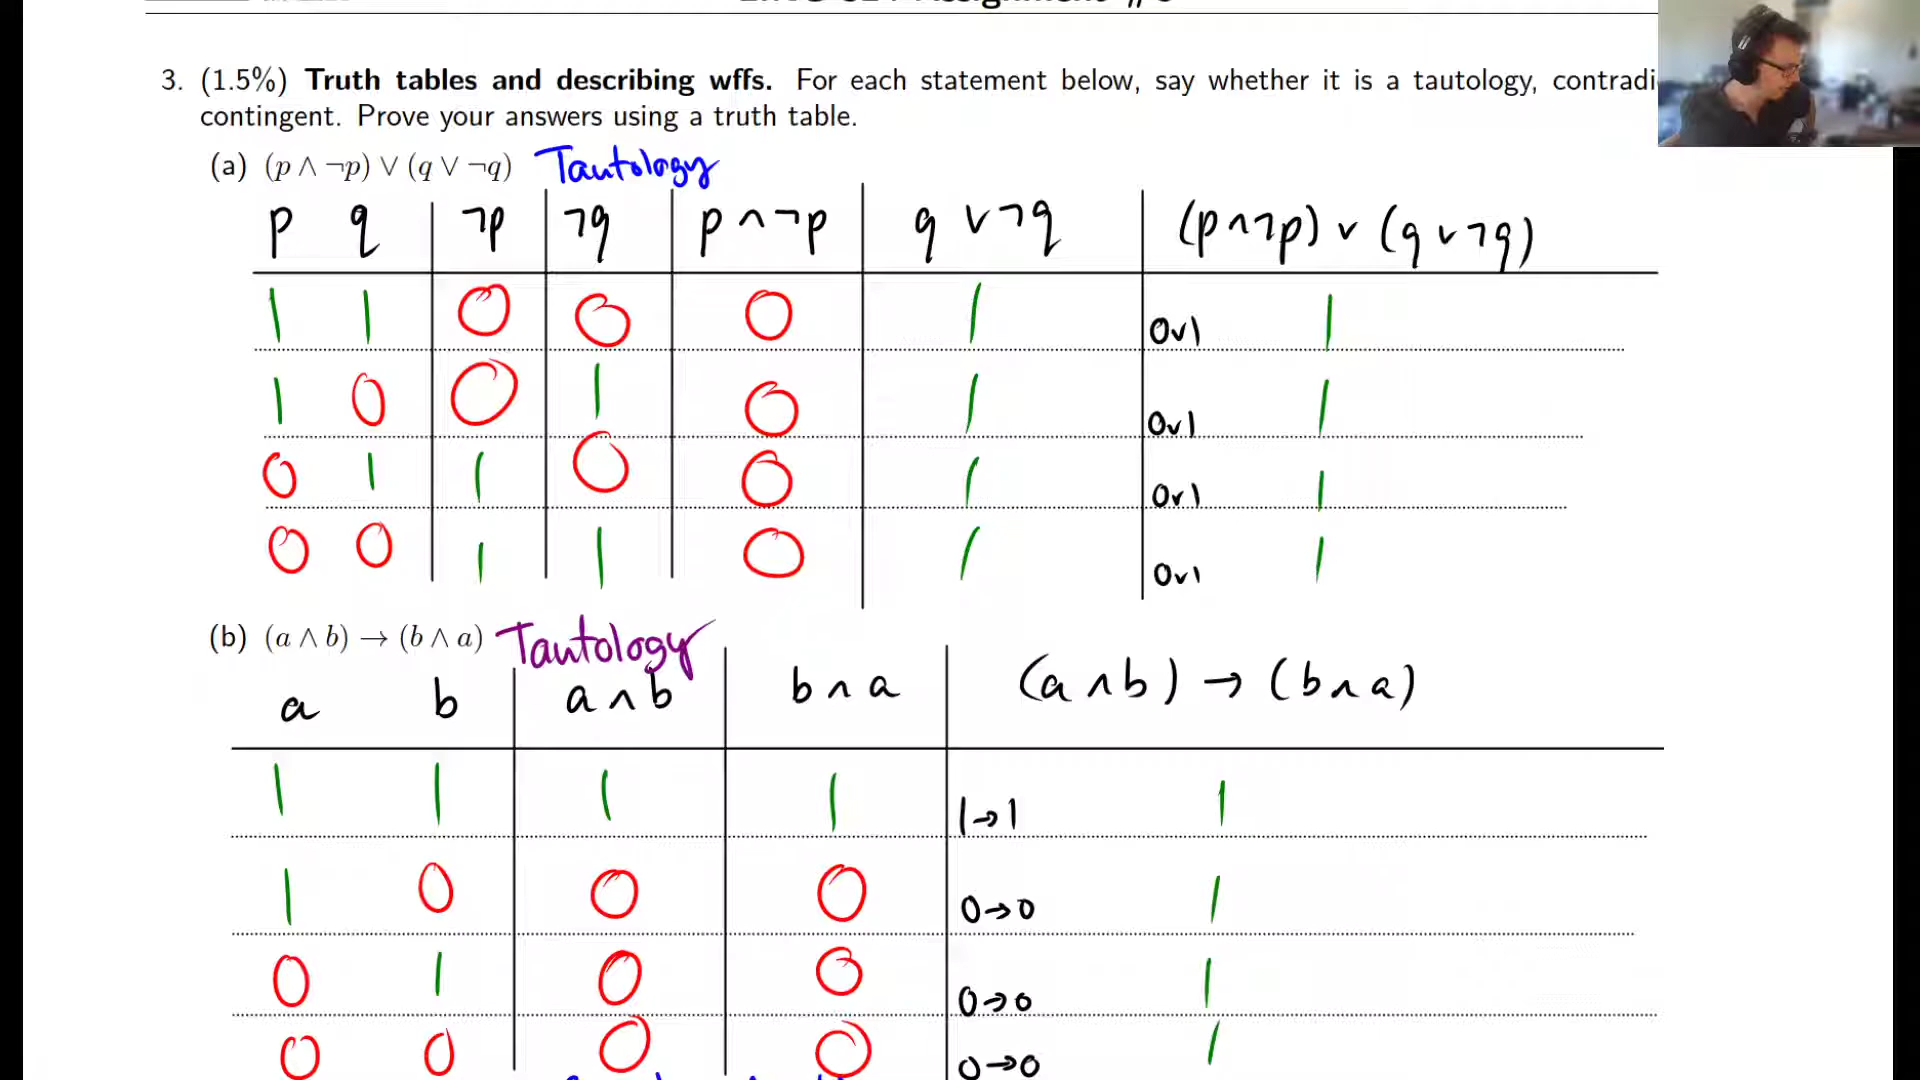 3. (1.5%) Truth tables and describing wffs. For each statement below, say whether it is a tautology,
contingent. Prove your answers using a truth table.
(a) (p ∧ ¬p) ∨ (q ∨ ¬q) Tautology
p q ¬p ¬q p ∧ ¬p q ∨ ¬q (p ∧ ¬p) ∨ (q ∨ ¬q)
1 1 0 0 0 1 0∨1 1
1 0 0 1 0 1 0∨1 1
0 1 1 0 0 1 0∨1 1
0 0 1 1 0 1 0∨1 1
(b) (a ∧ b) → (b ∧ a) Tautology
a b a ∧ b b ∧ a (a ∧ b) → (b ∧ a)
1 1 1 1 1→1 1
1 0 0 0 0→0 1
0 1 0 0 0→0 1
0 0 0 0 0→0 1